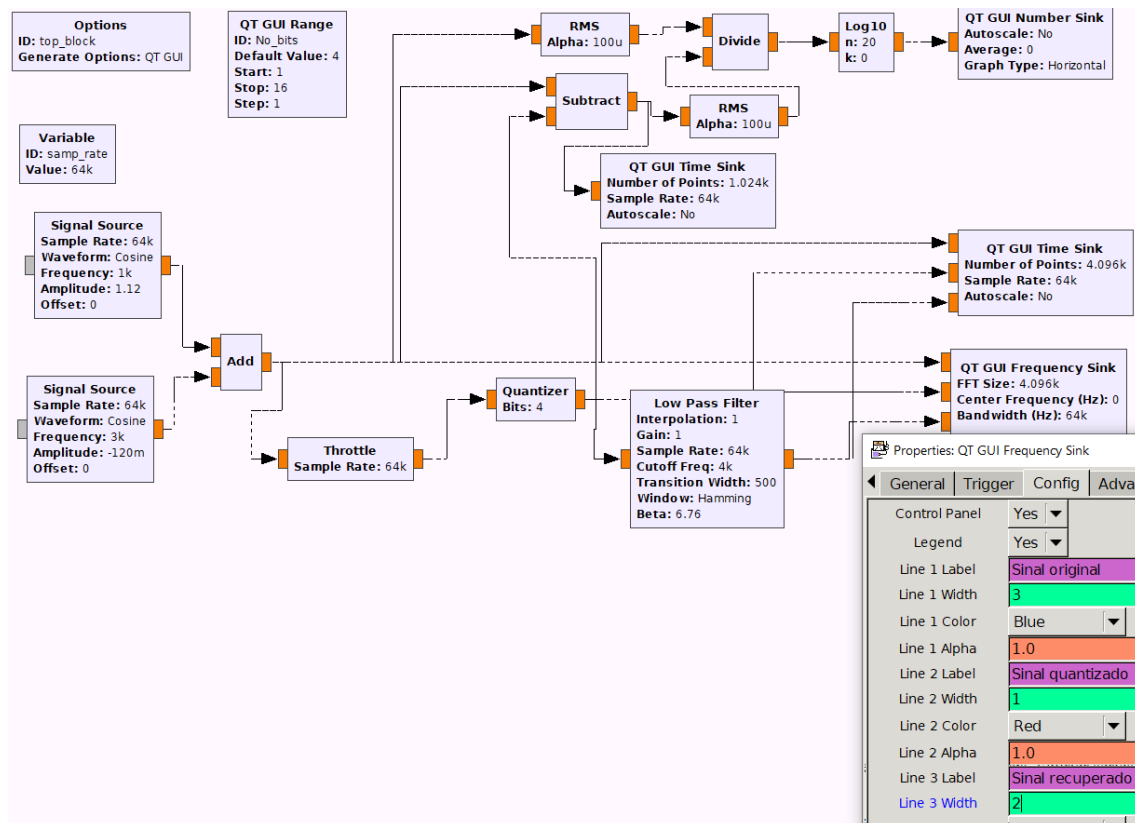 Options
ID: top_block
Generate Options: QT GUI
QT GUI Range
ID: No_bits
Default Value: 4
Start: 1
Stop: 16
Step: 1
RMS
Alpha: 100u
Divide
Log10
n: 20
k: 0
QT GUI Number Sink
Autoscale: No
Average: 0
Graph Type: Horizontal
Subtract
RMS
Alpha: 100u
Variable
ID: samp_rate
Value: 64k
QT GUI Time Sink
Number of Points: 1.024k
Sample Rate: 64k
Autoscale: No
Signal Source
Sample Rate: 64k
Waveform: Cosine
Frequency: 1k
Amplitude: 1.12
Offset: 0
QT GUI Time Sink
Number of Points: 4.096k
Sample Rate: 64k
Autoscale: No
Add
Signal Source
Sample Rate: 64k
Waveform: Cosine
Frequency: 3k
Amplitude: -120m
Offset: 0
Throttle
Sample Rate: 64k
Quantizer
Bits: 4
Low Pass Filter
Interpolation: 1
Gain: 1
Sample Rate: 64k
Cutoff Freq: 4k
Transition Width: 500
Window: Hamming
Beta: 6.76
QT GUI Frequency Sink
FFT Size: 4.096k
Center Frequency (Hz): 0
Bandwidth (Hz): 64k
Properties: QT GUI Frequency Sink
General Trigger Config Adva
Control Panel Yes
Legend Yes
Line 1 Label Sinal original
Line 1 Width 3
Line 1 Color Blue
Line 1 Alpha 1.0
Line 2 Label Sinal quantizado
Line 2 Width 1
Line 2 Color Red
Line 2 Alpha 1.0
Line 3 Label Sinal recuperado
Line 3 Width 2